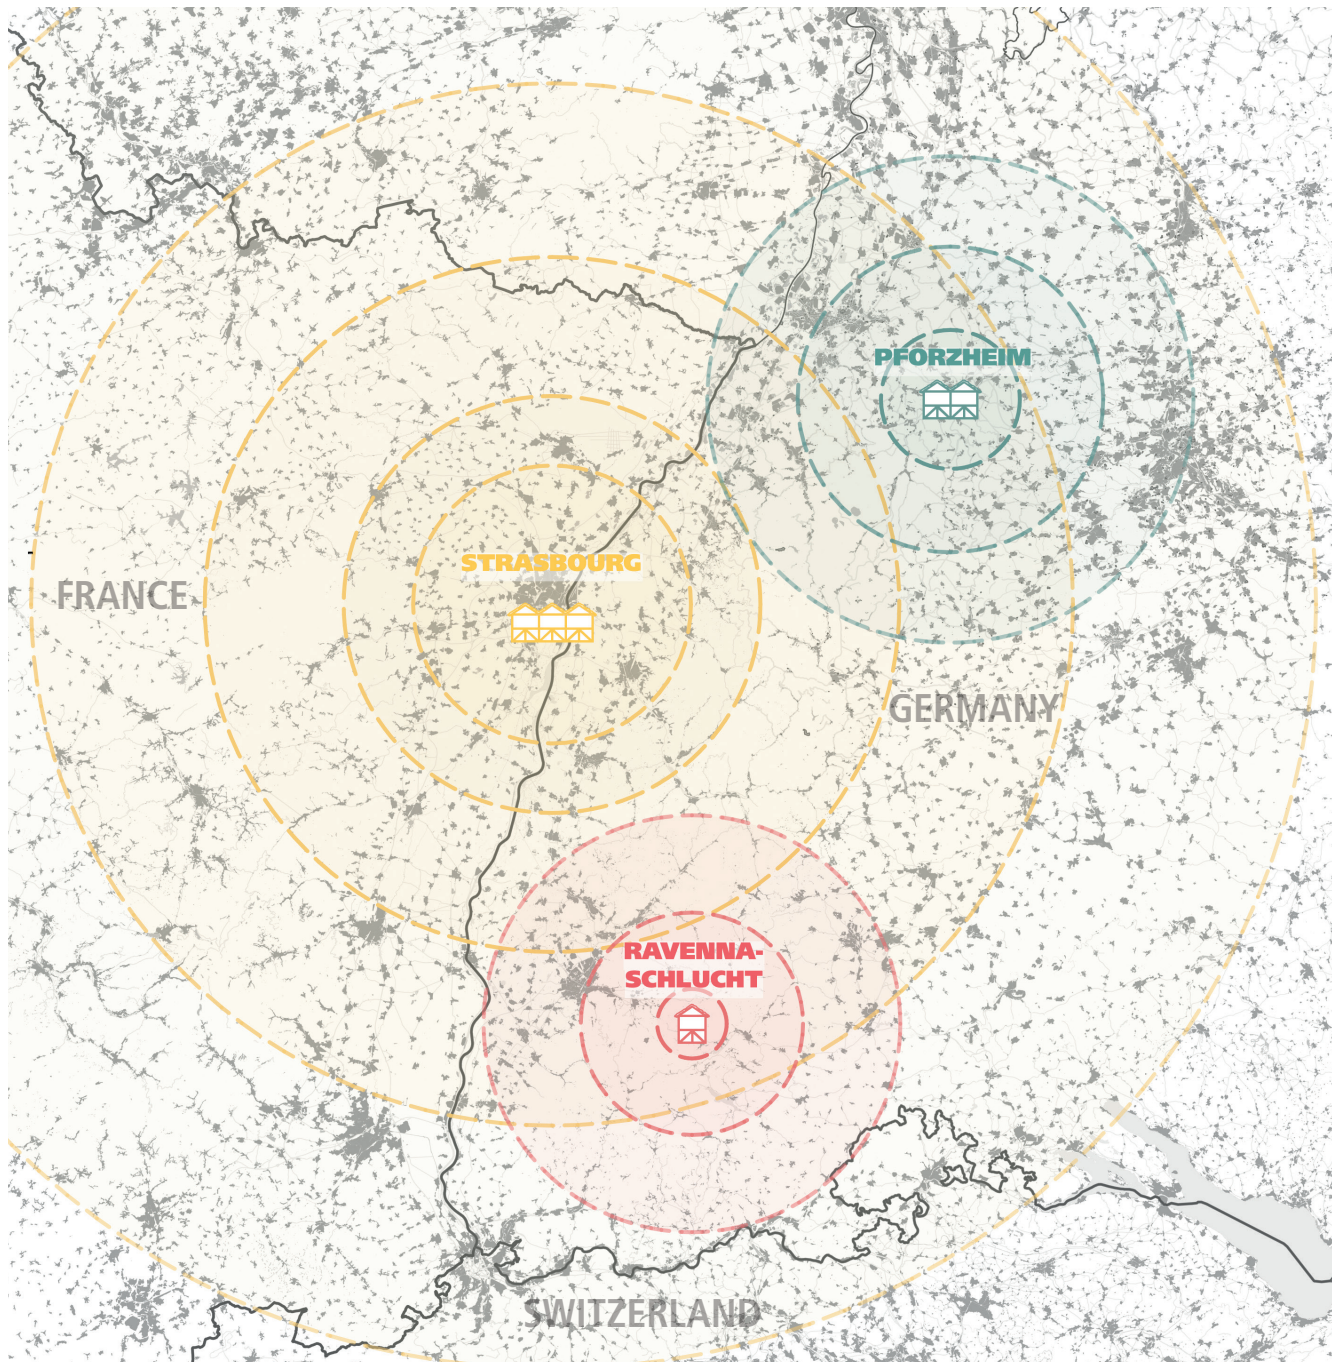 PFORZHEIM
STRASBOURG
FRANCE
GERMANY
RAVENNA-
SCHLUCHT
SWITZERLAND